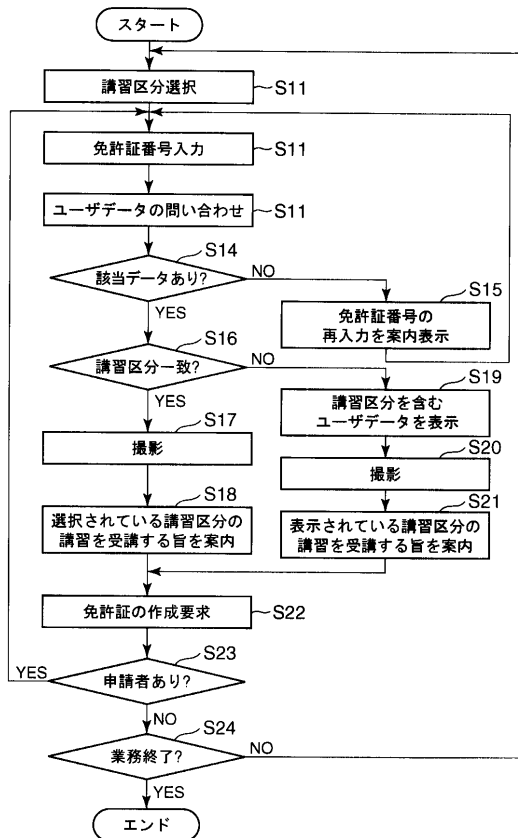 スタート
講習区分選択
S11
免許証番号入力
S11
ユーザデータの問い合わせ
S11
S14
該当データあり?
NO
YES
S15
免許証番号の
再入力を案内表示
S16
講習区分一致?
NO
YES
S19
講習区分を含む
ユーザデータを表示
S17
撮影
S20
撮影
S18
選択されている講習区分の
講習を受講する旨を案内
S21
表示されている講習区分の
講習を受講する旨を案内
免許証の作成要求
S22
S23
YES
申請者あり?
NO
S24
業務終了?
NO
YES
エンド